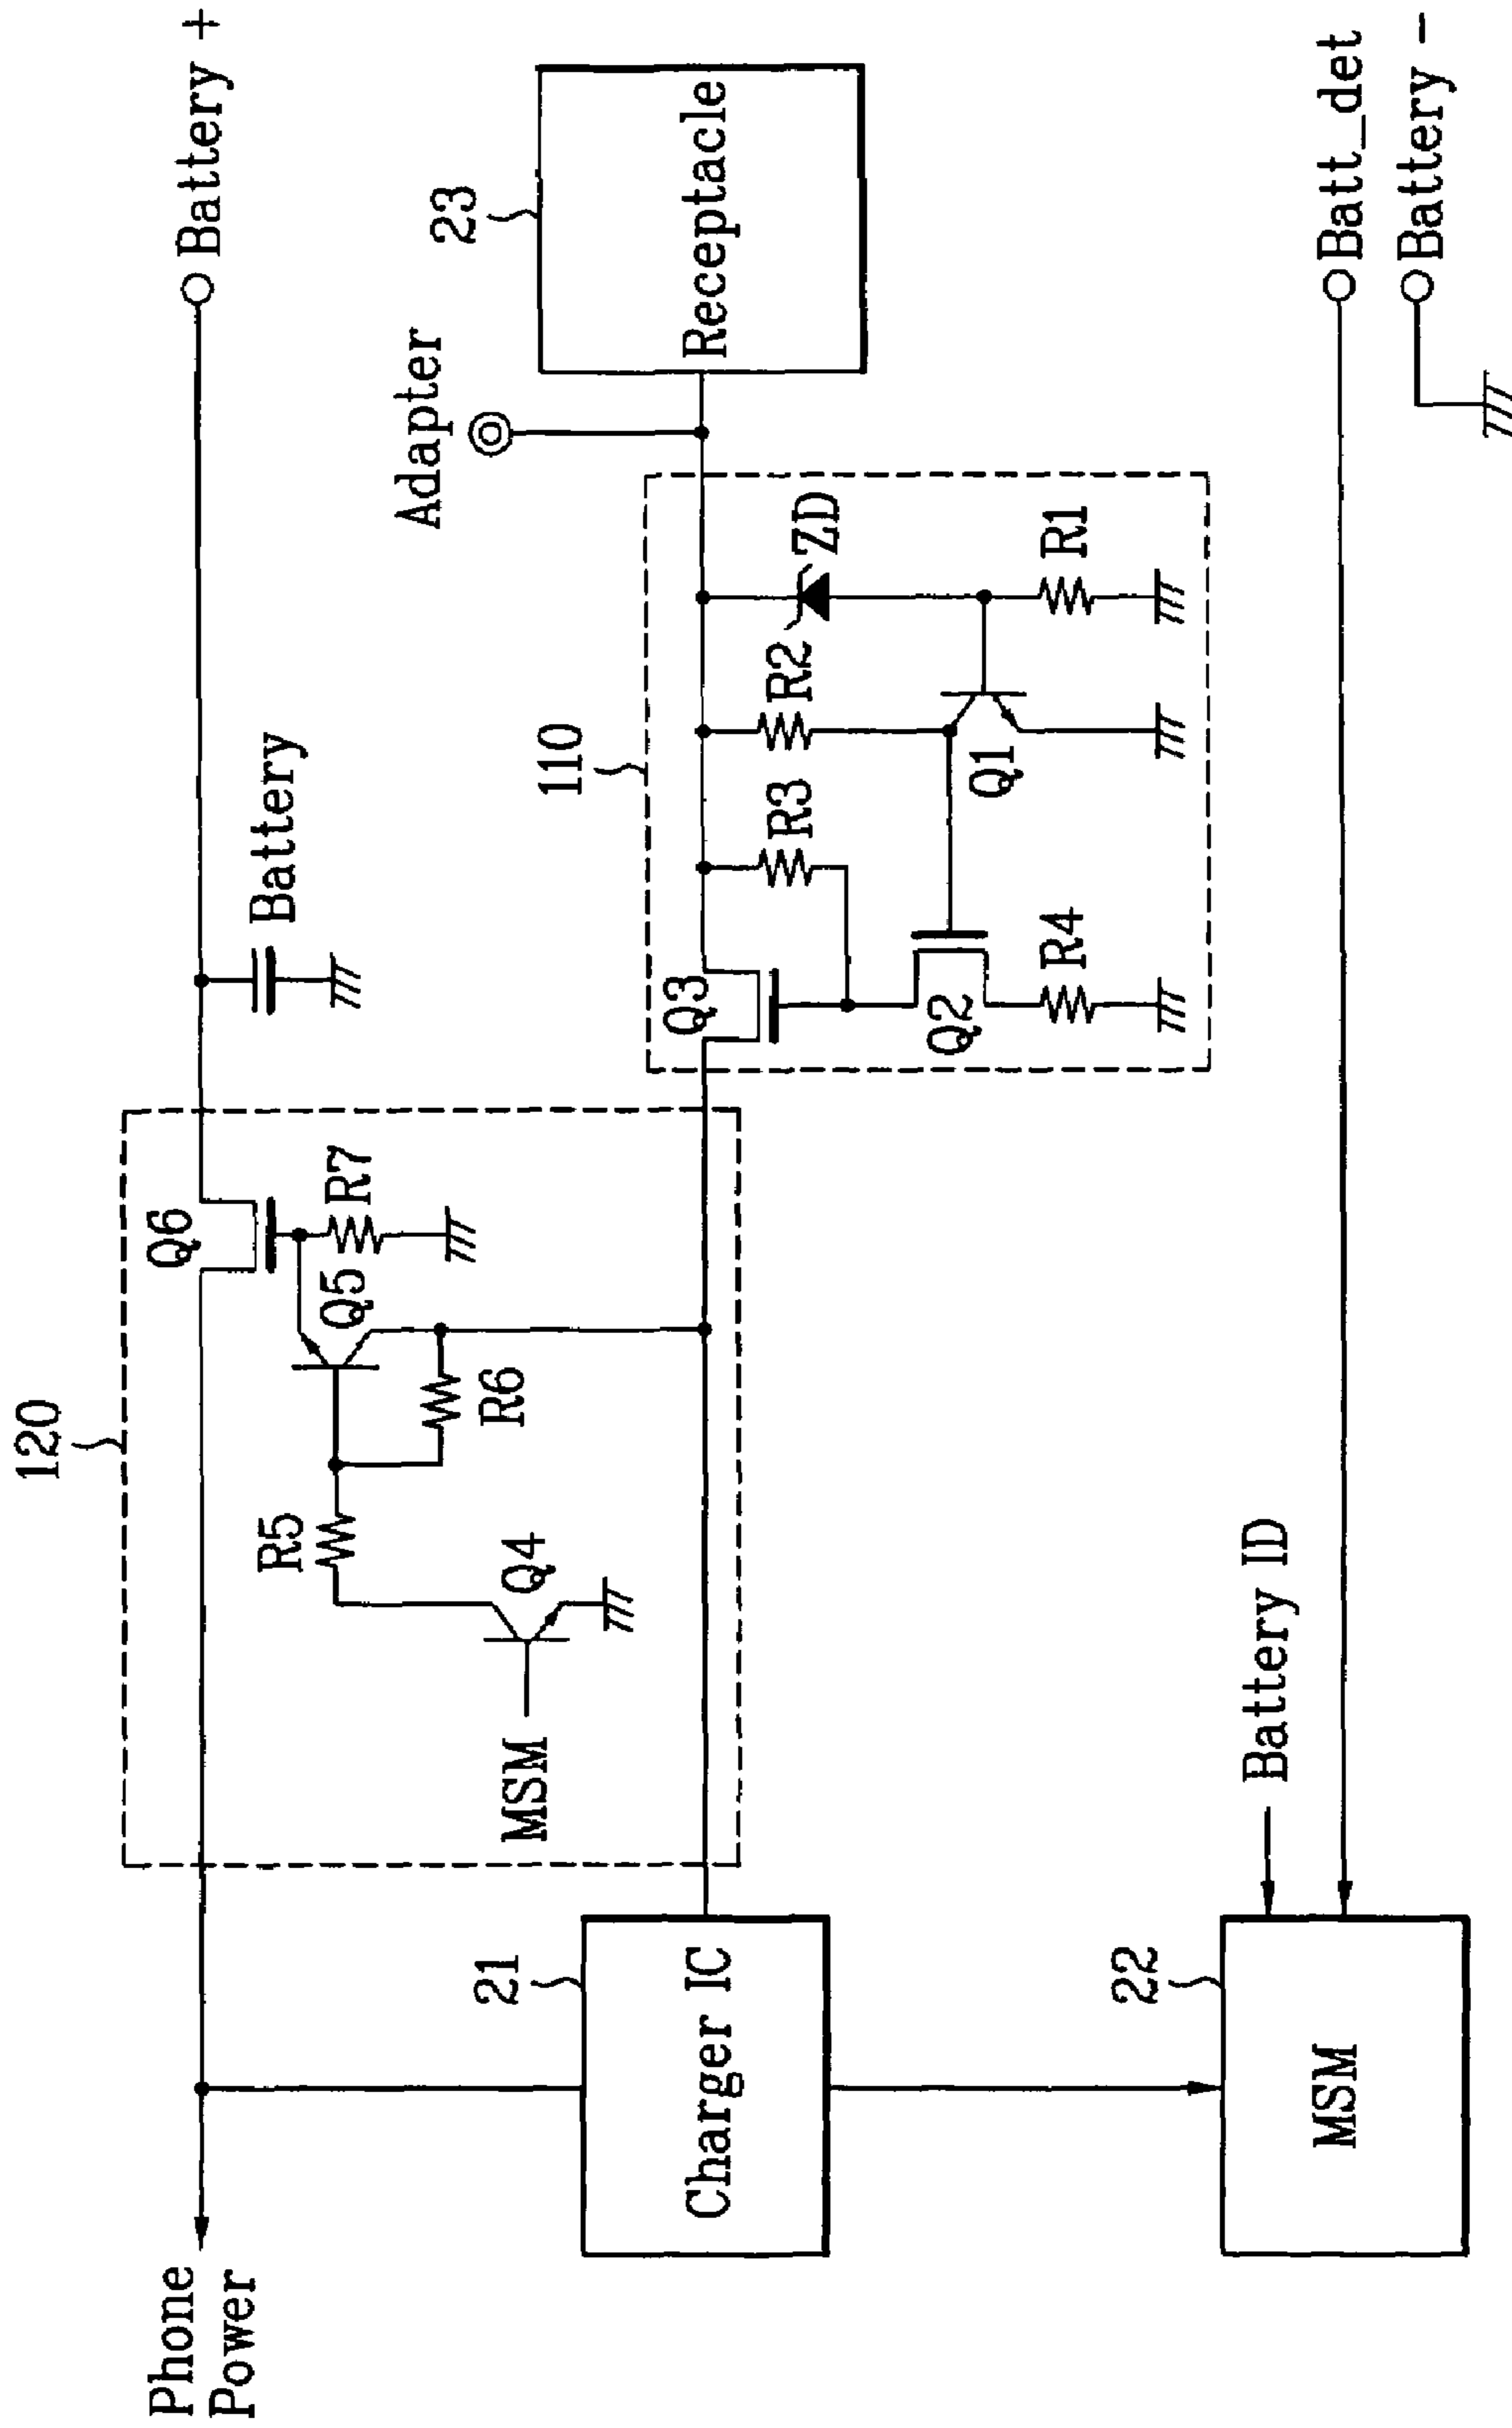 120
Phone
Power
Q6
Battery
Battery +
R5
Q5
R7
Adapter
23
MSM
Q4
R6
110
21
Charger IC
Receptacle
Q3
R3
R2
ZD
Q2
R4
Q1
R1
22
MSM
Battery ID
Batt_det
Battery -